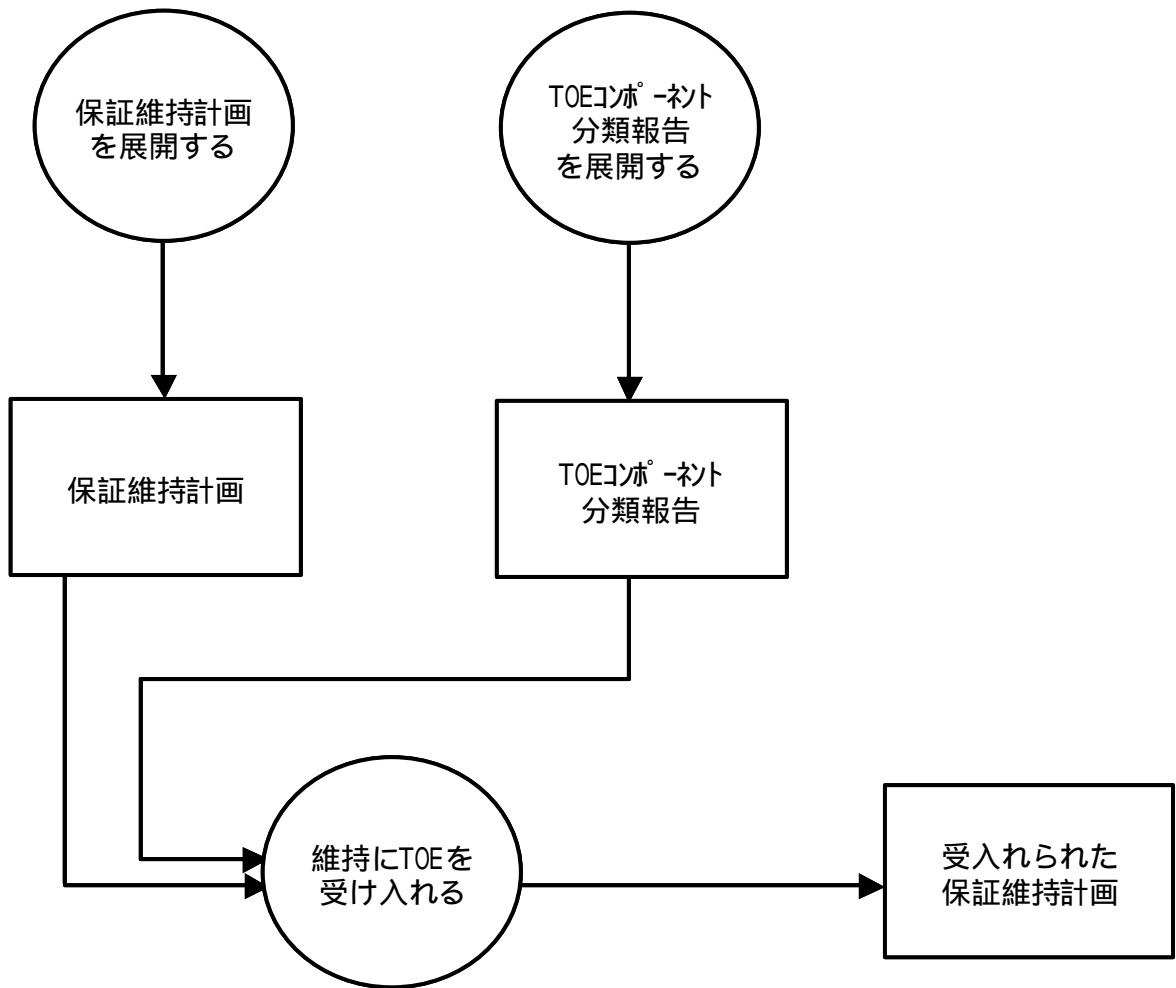 保証維持計画
を展開する
TOEコンポーネント
分類報告
を展開する
保証維持計画
TOEコンポーネント
分類報告
維持にTOEを
受け入れる
受入れられた
保証維持計画